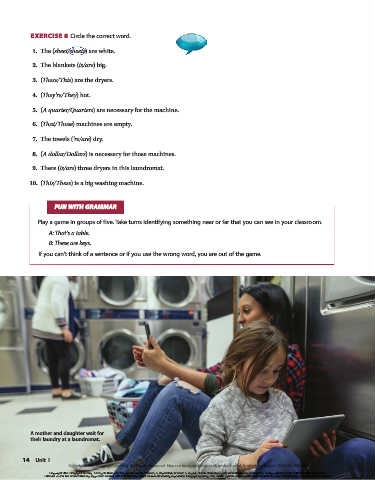 EXERCISE 8 Circle the correct word.
1. The (sheet/sheets) are white.
2. The blankets (is/are) big.
3. (These/This) are the dryers.
4. (They're/They) hot.
5. (A quarter/Quarters) are necessary for the machine.
6. (That/Those) machines are empty.
7. The towels ('re/are) dry.
8. (A dollar/Dollars) is necessary for those machines.
9. There (is/are) three dryers in this laundromat.
10. (This/These) is a big washing machine.
FUN WITH GRAMMAR
Play a game in groups of five. Take turns identifying something near or far that you can see in your classroom.
A: That's a table.
B: These are keys.
If you can't think of a sentence or if you use the wrong word, you are out of the game.
A mother and daughter wait for
their laundry at a laundromat.
14 Unit 1